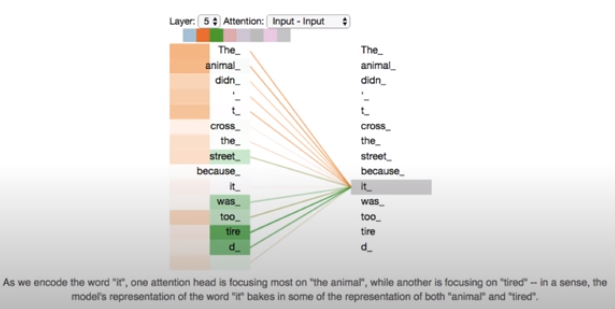 Layer: 5 Attention: Input - Input
The_ The_
animal_ animal_
didn_ didn_
'_ '_
t_ t_
cross_ cross_
the_ the_
street_ street_
because_ because_
it_ it_
was_ was_
too_ too_
tire tire
d_ d_
As we encode the word "it", one attention head is focusing most on "the animal", while another is focusing on "tired" -- in a sense, the
model's representation of the word "it" bakes in some of the representation of both "animal" and "tired".